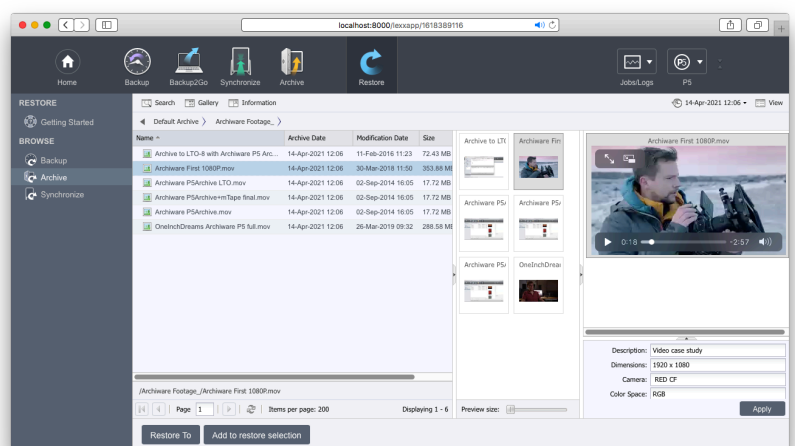 localhost:8000/lexxapp/1618389116
Home
Backup
Backup2Go
Synchronize
Archive
Restore
Jobs/Logs
P5
P5
RESTORE
Getting Started
BROWSE
Backup
Archive
Synchronize
Search Gallery Information
14-Apr-2021 12:06
View
Default Archive Archiware Footage_
Name Archive Date Modification Date Size
Archive to LTO-8 with Archiware P5 Arc... 14-Apr-2021 12:06 11-Feb-2016 11:23 72.43 MB
Archiware First 1080P.mov 14-Apr-2021 12:06 30-Mar-2018 11:50 353.68 MB
Archiware P5Archive LTO.mov 14-Apr-2021 12:06 02-Sep-2014 16:05 17.72 MB
Archiware P5Archive+mTape final.mov 14-Apr-2021 12:06 02-Sep-2014 16:05 17.72 MB
Archiware P5Archive.mov 14-Apr-2021 12:06 02-Sep-2014 16:05 17.72 MB
OneInchDreams Archiware P5 full.mov 14-Apr-2021 12:06 26-Mar-2019 09:32 288.58 MB
/Archiware Footage_/Archiware First 1080P.mov
Page 1 Items per page: 200 Displaying 1 - 6
Archive to LT
Archiware Firs
Archiware P5
Archiware P5
Archiware P5
OneInchDrea
Preview size:
Archiware First 1080P.mov
0:18 -2:57
Description: Video case study
Dimensions: 1920 x 1080
Camera: RED CF
Color Space: RGB
Apply
Restore To
Add to restore selection